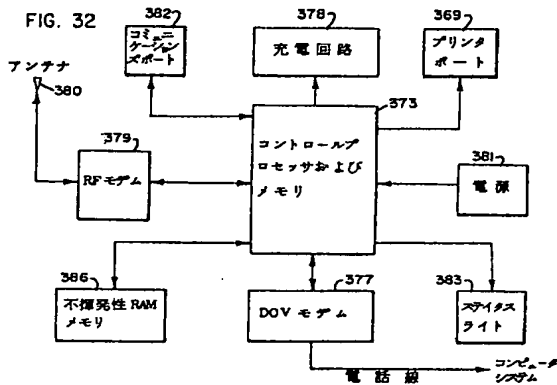 FIG. 32
382
コミュニ
ケーション
ズポート
378
充電回路
369
プリンタ
ポート
アンテナ
380
373
コントロールプ
ロセッサおよび
メモリ
379
RFモデム
381
電源
386
不揮発性RAM
メモリ
377
DOVモデム
383
ステイタス
ライト
電話線
コンピュータ
システム